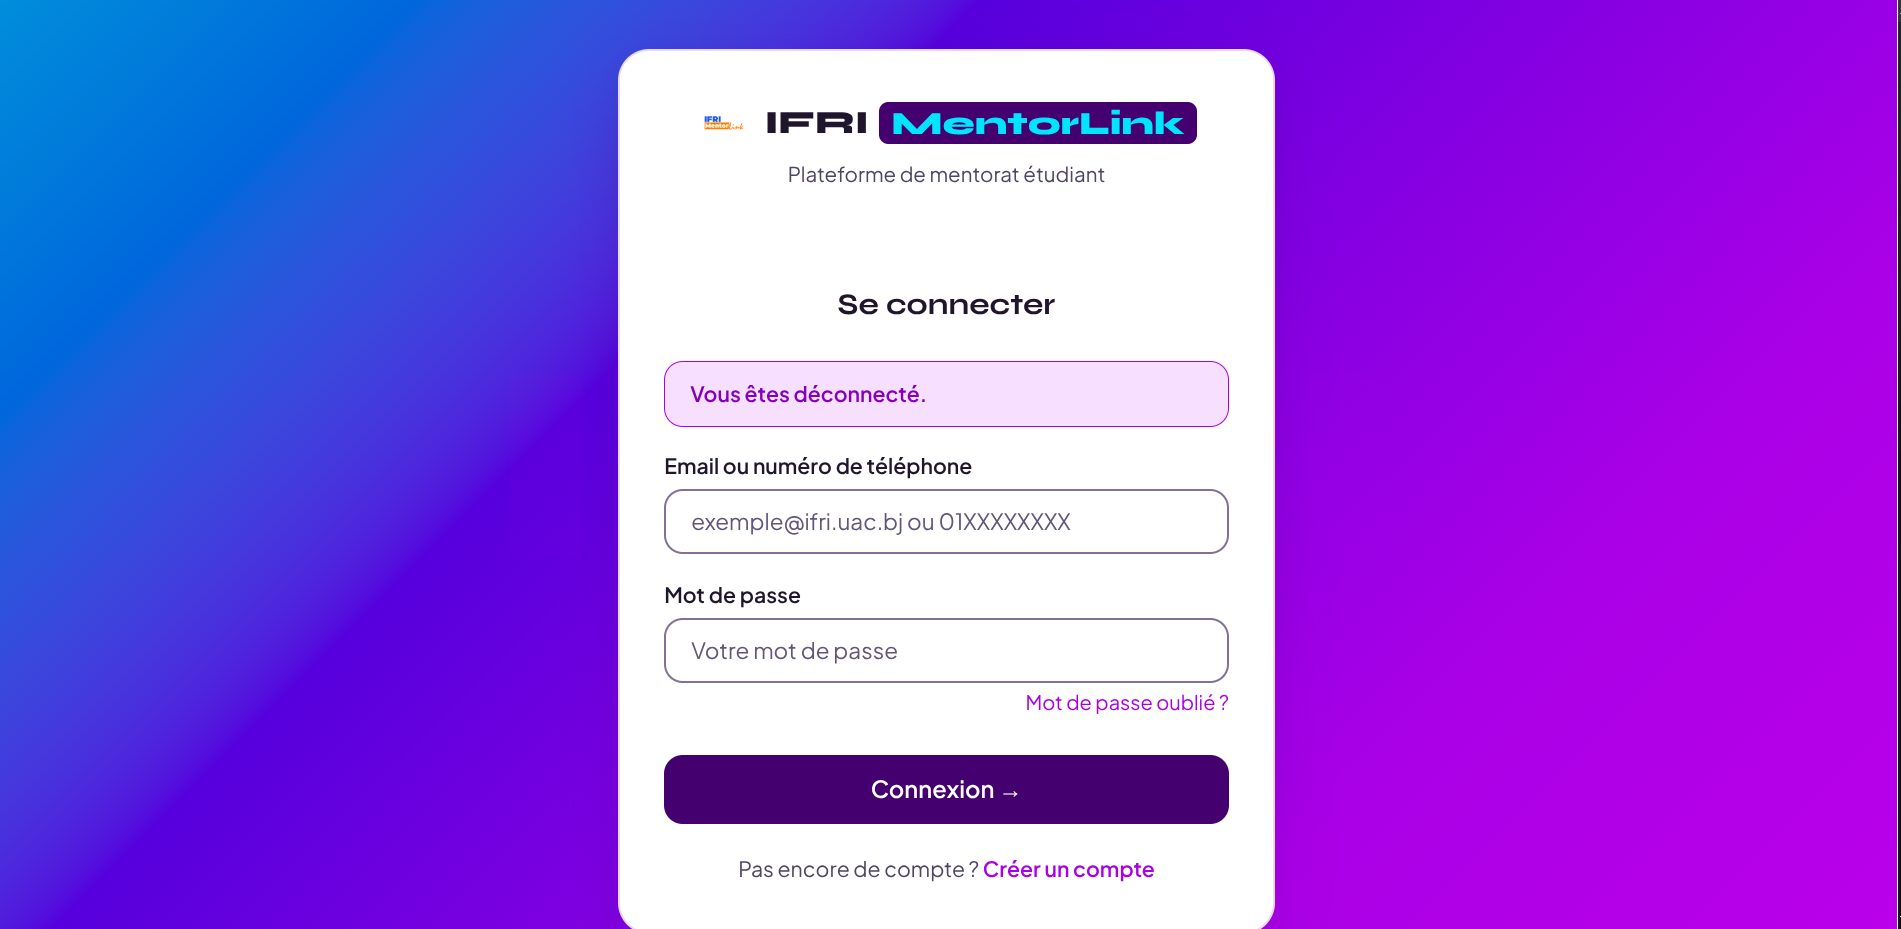 IFRI
MentorLink
IFRI MentorLink
Plateforme de mentorat étudiant
Se connecter
Vous êtes déconnecté.
Email ou numéro de téléphone
exemple@ifri.uac.bj ou 01XXXXXXXX
Mot de passe
Votre mot de passe
Mot de passe oublié ?
Connexion →
Pas encore de compte ? Créer un compte